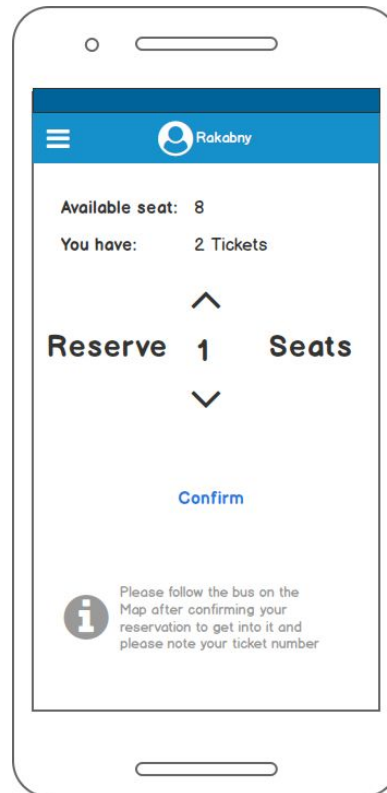 Rakabny
Available seat: 8
You have: 2 Tickets
Reserve 1 Seats
Confirm
Please follow the bus on the
Map after confirming your
reservation to get into it and
please note your ticket number